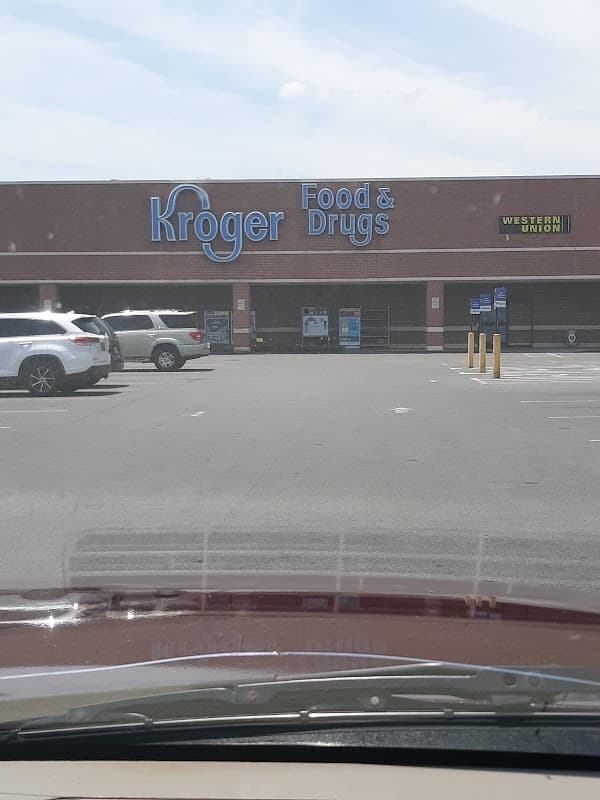 Kroger
Food &
Drugs
WESTERN
UNION